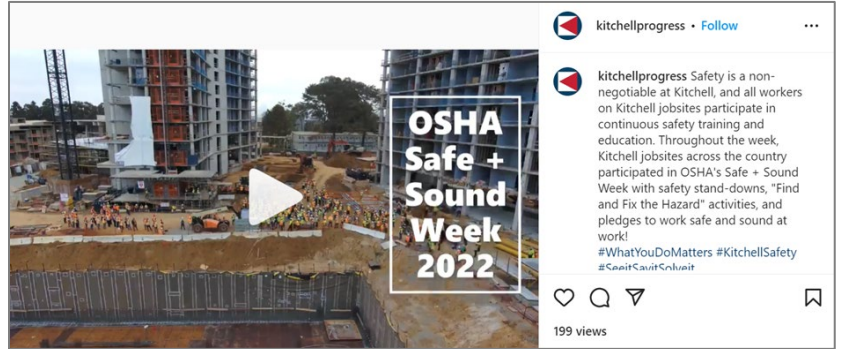 OSHA
Safe +
Sound
Week
2022
kitchellprogress • Follow
kitchellprogress Safety is a non-
negotiable at Kitchell, and all workers
on Kitchell jobsites participate in
continuous safety training and
education. Throughout the week,
Kitchell jobsites across the country
participated in OSHA's Safe + Sound
Week with safety stand-downs, "Find
and Fix the Hazard" activities, and
pledges to work safe and sound at
work!
#WhatYouDoMatters #KitchellSafety
#SeeitSayitSolveit
199 views